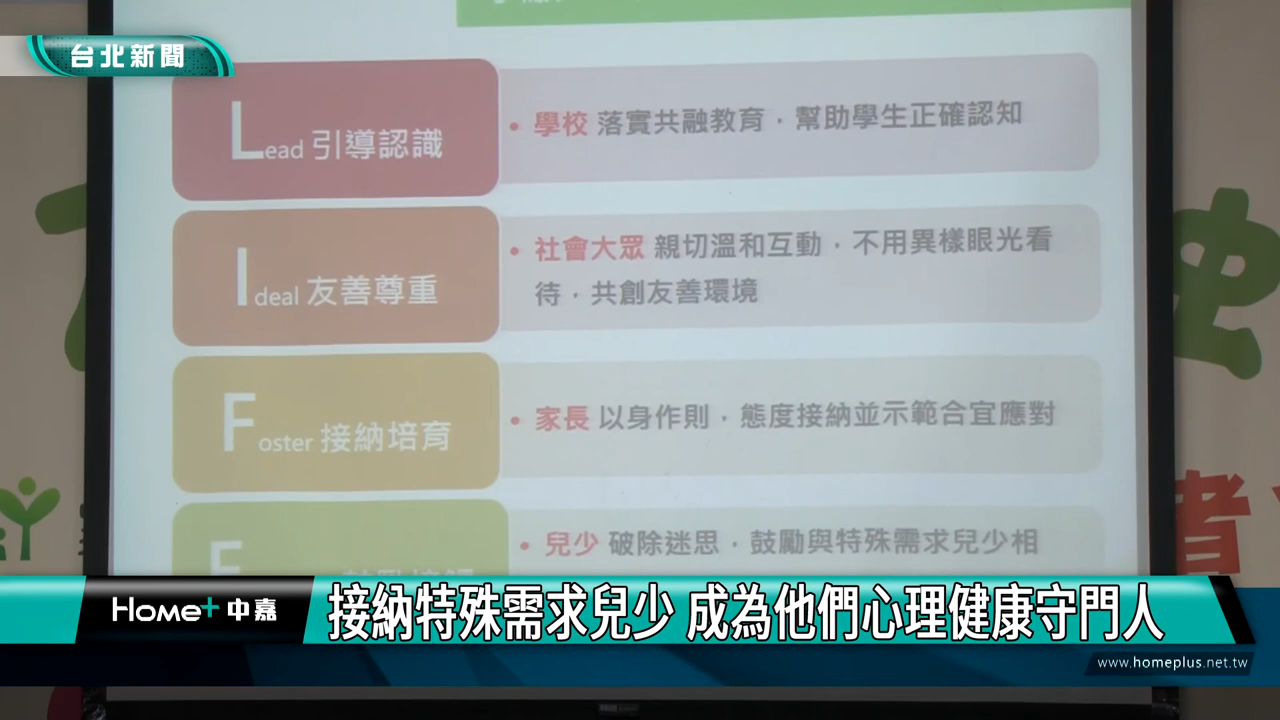 台北新聞
Lead 引導認識
• 學校 落實共融教育，幫助學生正確認知
Ideal 友善尊重
• 社會大眾 親切溫和互動，不用異樣眼光看
待，共創友善環境
Foster 接納培育
• 家長 以身作則，態度接納並示範合宜應對
• 兒少 破除迷思，鼓勵與特殊需求兒少相
者
Home+ 中嘉
接納特殊需求兒少 成為他們心理健康守門人
www.homeplus.net.tw